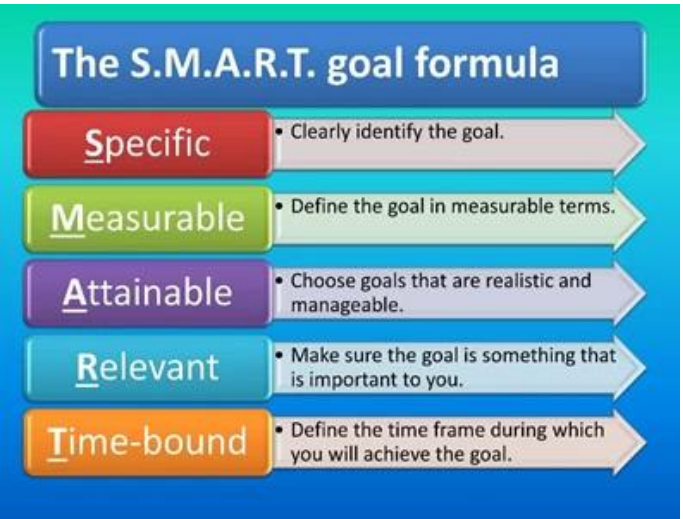 The S.M.A.R.T. goal formula
Specific
• Clearly identify the goal.
Measurable
• Define the goal in measurable terms.
Attainable
• Choose goals that are realistic and
manageable.
Relevant
• Make sure the goal is something that
is important to you.
Time-bound
• Define the time frame during which
you will achieve the goal.